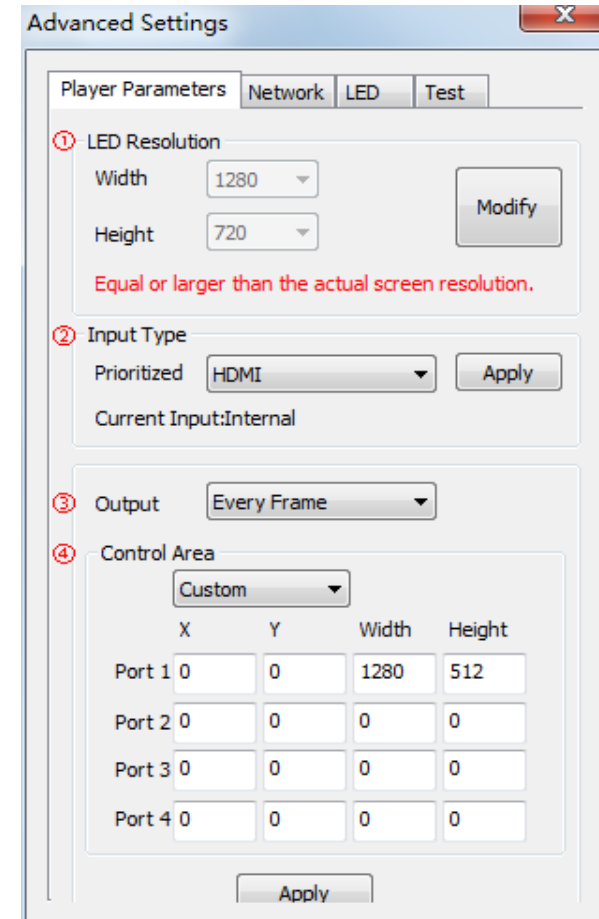 Advanced Settings
X
Player Parameters Network LED Test
① LED Resolution
Width 1280
Modify
Height 720
Equal or larger than the actual screen resolution.
② Input Type
Prioritized HDMI Apply
Current Input:Internal
③ Output Every Frame
④ Control Area
Custom
X Y Width Height
Port 1 0 0 1280 512
Port 2 0 0 0 0
Port 3 0 0 0 0
Port 4 0 0 0 0
Apply